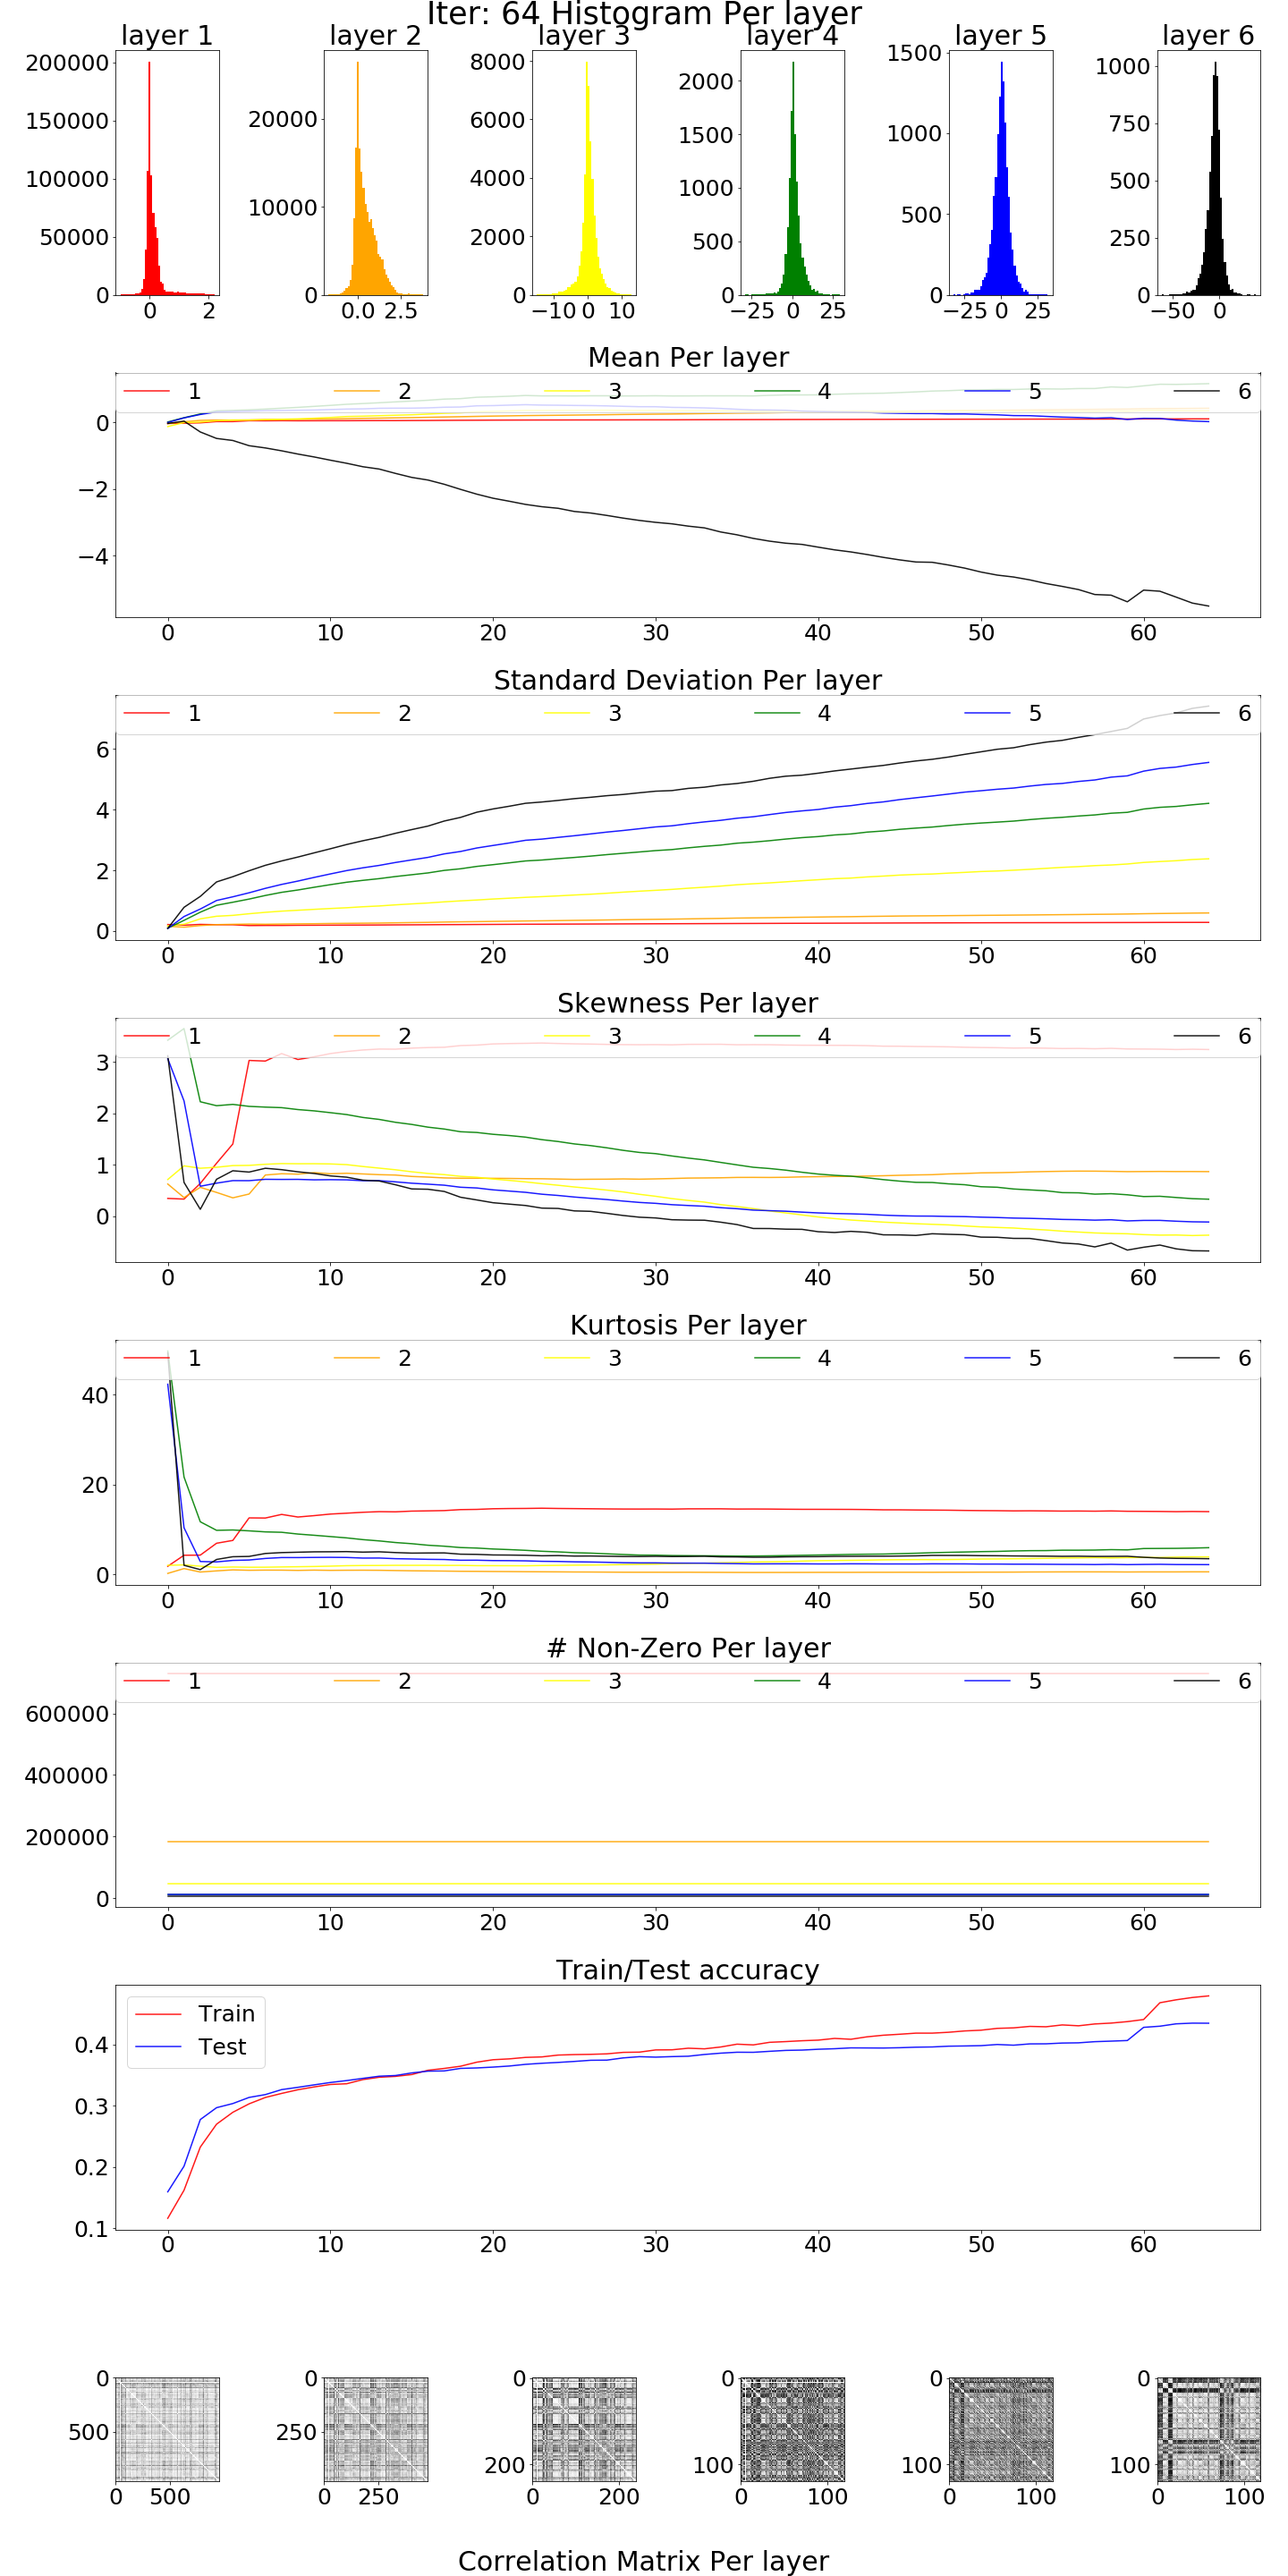 Iter: 64 Histogram Per layer
layer 1 layer 2 layer 3 layer 4 layer 5 layer 6
200000
150000
100000
50000
0
0 2
20000
10000
0
0.0 2.5
8000
6000
4000
2000
0
−10 0 10
2000
1500
1000
500
0
−25 0 25
1500
1000
500
0
−25 0 25
1000
750
500
250
0
−50 0
Mean Per layer
1 2 3 4 5 6
0
−2
−4
0 10 20 30 40 50 60
Standard Deviation Per layer
1 2 3 4 5 6
6
4
2
0
0 10 20 30 40 50 60
Skewness Per layer
1 2 3 4 5 6
3
2
1
0
0 10 20 30 40 50 60
Kurtosis Per layer
1 2 3 4 5 6
40
20
0
0 10 20 30 40 50 60
# Non-Zero Per layer
1 2 3 4 5 6
600000
400000
200000
0
0 10 20 30 40 50 60
Train/Test accuracy
Train
Test
0.4
0.3
0.2
0.1
0 10 20 30 40 50 60
0
500
0 500
0
250
0 250
0
200
0 200
0
100
0 100
0
100
0 100
0
100
0 100
Correlation Matrix Per layer